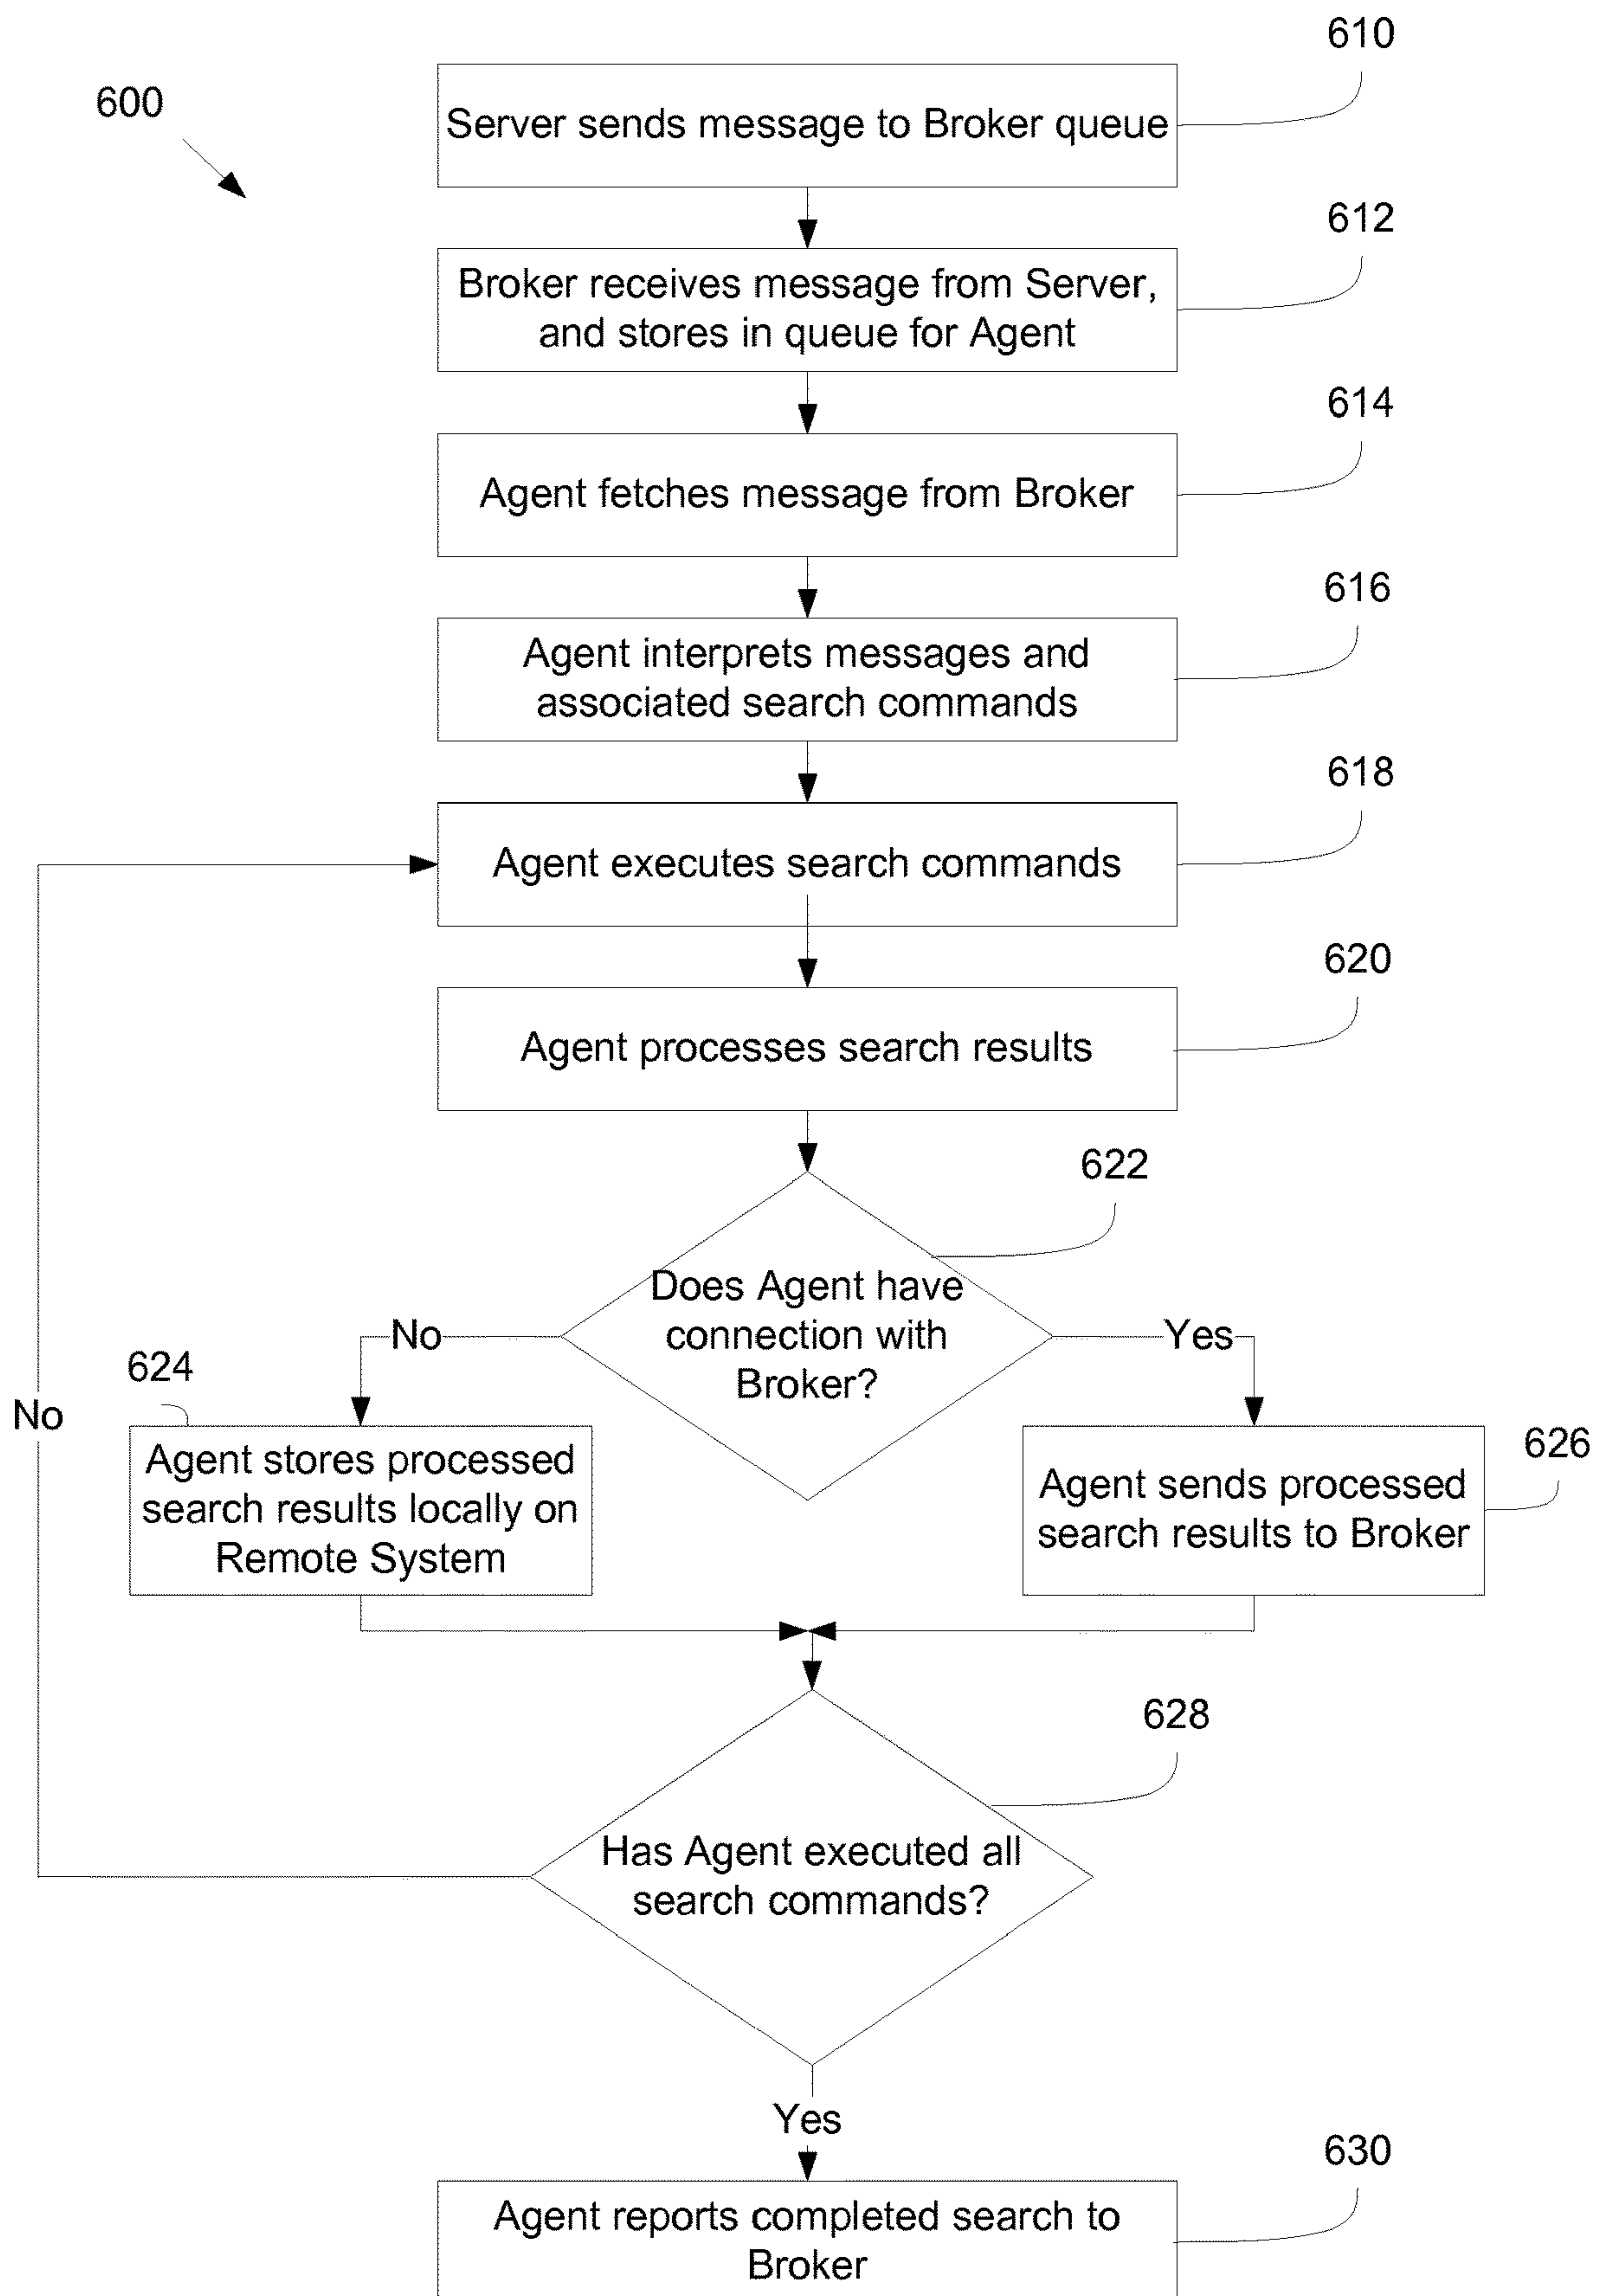 610
600
Server sends message to Broker queue
612
Broker receives message from Server,
and stores in queue for Agent
614
Agent fetches message from Broker
616
Agent interprets messages and
associated search commands
618
Agent executes search commands
620
Agent processes search results
622
Does Agent have
connection with
Broker?
No
Yes
624
No
Agent stores processed
search results locally on
Remote System
626
Agent sends processed
search results to Broker
628
Has Agent executed all
search commands?
Yes
630
Agent reports completed search to
Broker